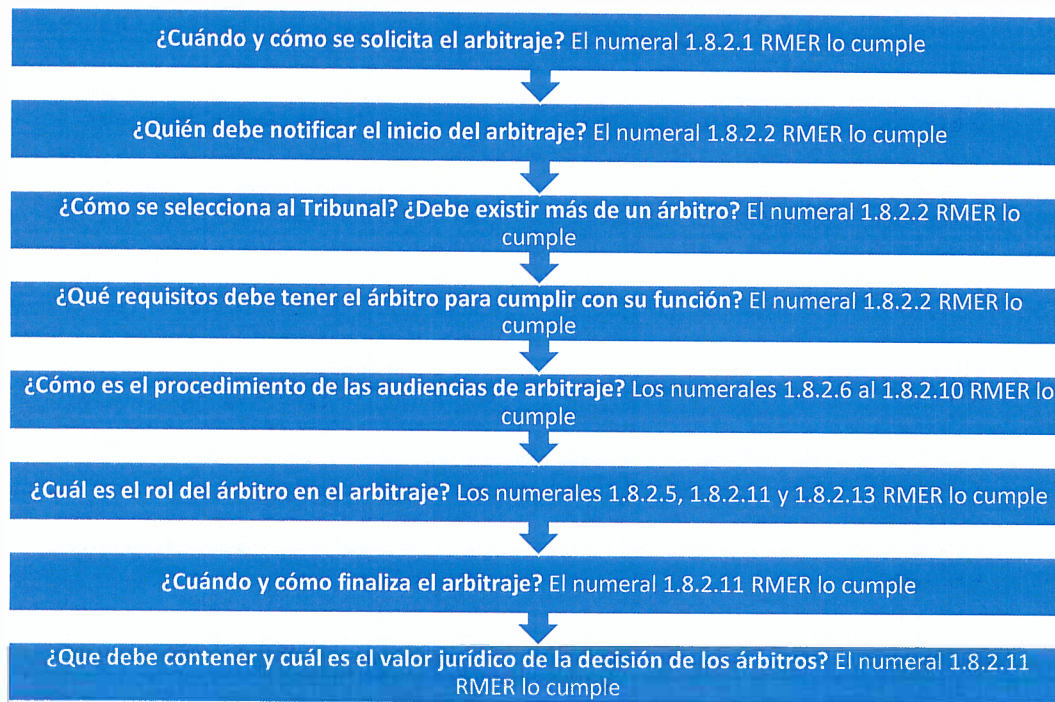 ¿Cuándo y cómo se solicita el arbitraje? El numeral 1.8.2.1 RMER lo cumple
¿Quién debe notificar el inicio del arbitraje? El numeral 1.8.2.2 RMER lo cumple
¿Cómo se selecciona al Tribunal? ¿Debe existir más de un árbitro? El numeral 1.8.2.2 RMER lo
cumple
¿Qué requisitos debe tener el árbitro para cumplir con su función? El numeral 1.8.2.2 RMER lo
cumple
¿Cómo es el procedimiento de las audiencias de arbitraje? Los numerales 1.8.2.6 al 1.8.2.10 RMER lo
cumple
¿Cuál es el rol del árbitro en el arbitraje? Los numerales 1.8.2.5, 1.8.2.11 y 1.8.2.13 RMER lo cumple
¿Cuándo y cómo finaliza el arbitraje? El numeral 1.8.2.11 RMER lo cumple
¿Que debe contener y cuál es el valor jurídico de la decisión de los árbitros? El numeral 1.8.2.11
RMER lo cumple